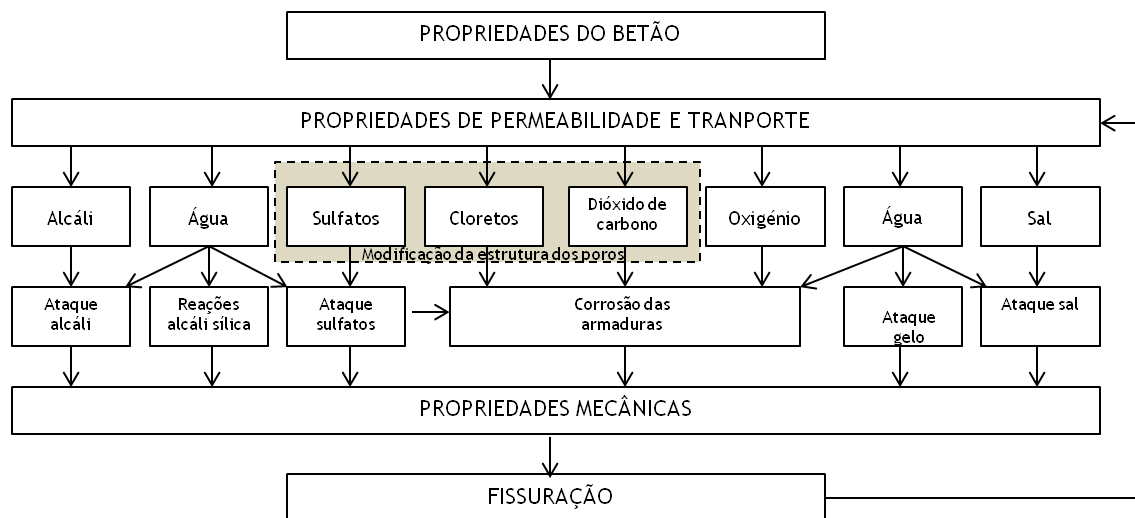 PROPRIEDADES DO BETÃO
PROPRIEDADES DE PERMEABILIDADE E TRANPORTE
Alcáli
Água
Sulfatos
Cloretos
Dióxido de
carbono
Oxigénio
Água
Sal
Modificação da estrutura dos poros
Ataque
alcáli
Reações
alcáli sílica
Ataque
sulfatos
Corrosão das
armaduras
Ataque
gelo
Ataque sal
PROPRIEDADES MECÂNICAS
FISSURAÇÃO